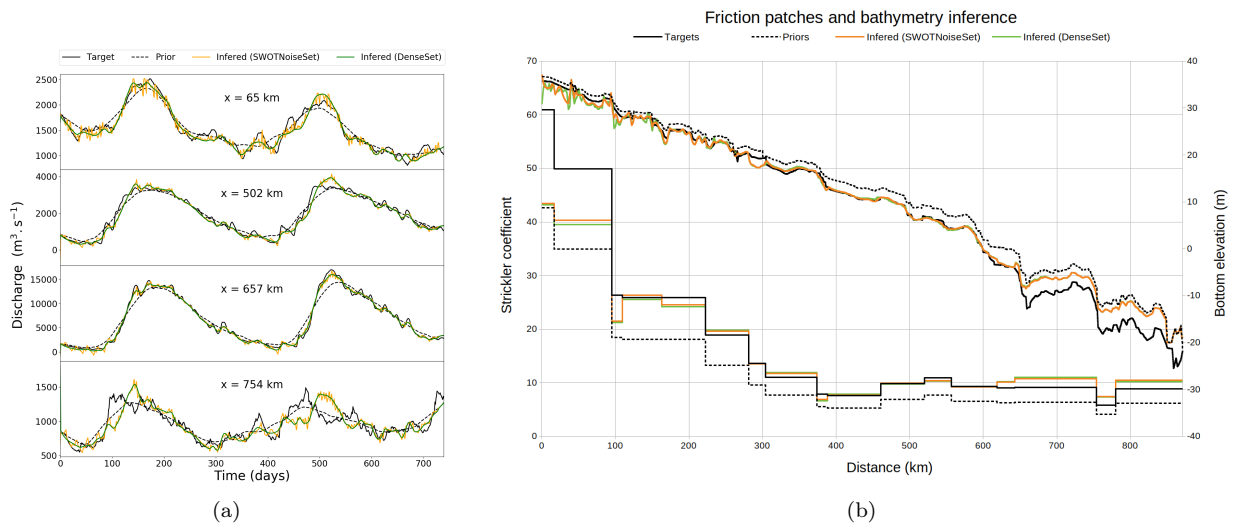 Target Prior Infered (SWOTNoiseSet) Infered (DenseSet)
Discharge (m³. s⁻¹)
2500
2000
1500
1000
x = 65 km
4000
2000
0
x = 502 km
15000
10000
5000
0
x = 657 km
1500
1000
500
x = 754 km
0 100 200 300 400 500 600 700
Time (days)
(a)
Friction patches and bathymetry inference
Targets Priors Infered (SWOTNoiseSet) Infered (DenseSet)
Strickler coefficient
70
60
50
40
30
20
10
0
40
30
20
10
0
-10
-20
-30
-40
Bottom elevation (m)
0 100 200 300 400 500 600 700 800
Distance (km)
(b)